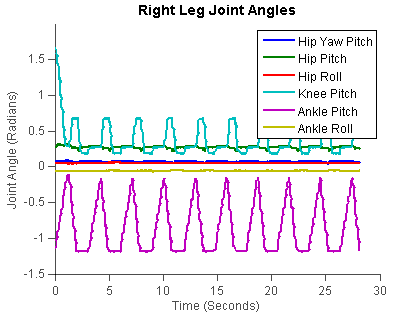 Right Leg Joint Angles
Hip Yaw Pitch
Hip Pitch
Hip Roll
Knee Pitch
Ankle Pitch
Ankle Roll
Joint Angle (Radians)
1.5
1
0.5
0
-0.5
-1
-1.5
0 5 10 15 20 25 30
Time (Seconds)